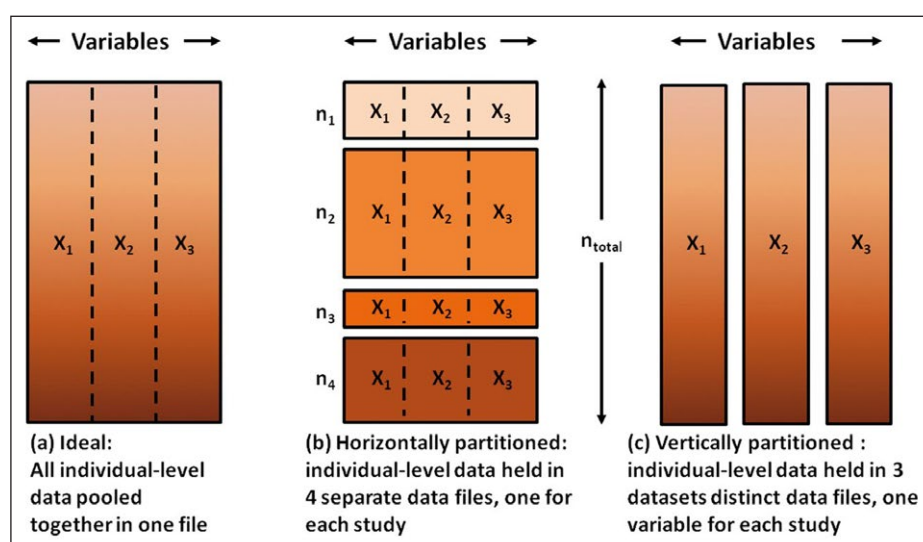 Variables
X1 X2 X3
(a) Ideal:
All individual-level
data pooled
together in one file
Variables
n1 X1 X2 X3
n2 X1 X2 X3
n3 X1 X2 X3
n4 X1 X2 X3
(b) Horizontally partitioned:
individual-level data held in
4 separate data files, one for
each study
ntotal
Variables
X1 X2 X3
(c) Vertically partitioned :
individual-level data held in 3
datasets distinct data files, one
variable for each study